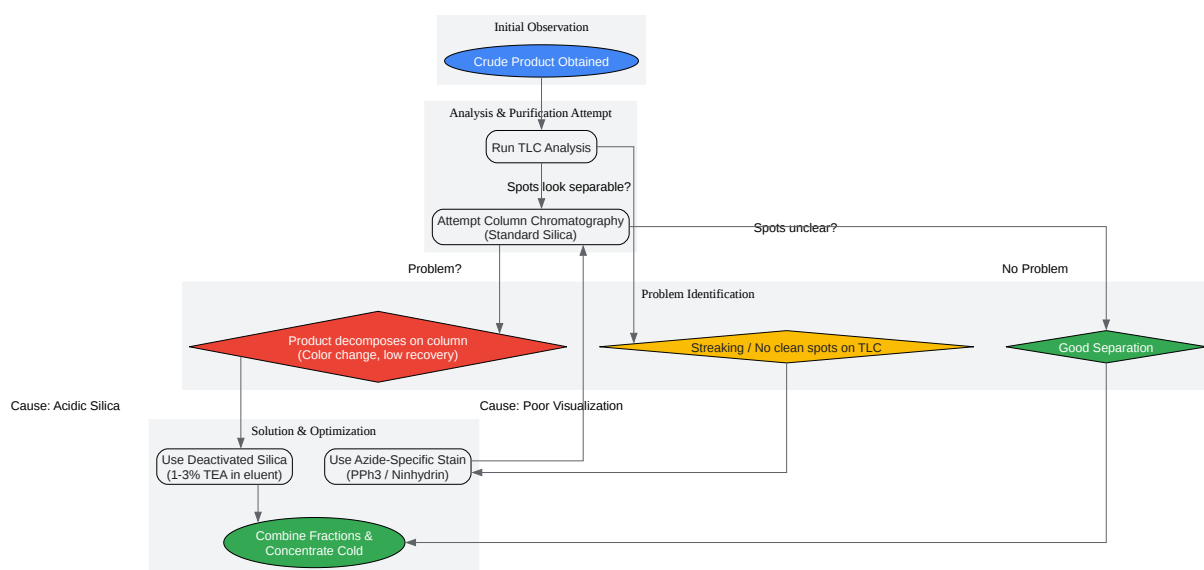 Initial Observation
Crude Product Obtained
Analysis & Purification Attempt
Run TLC Analysis
Spots look separable?
Attempt Column Chromatography
(Standard Silica)
Spots unclear?
Problem?
No Problem
Problem Identification
Product decomposes on column
(Color change, low recovery)
Streaking / No clean spots on TLC
Good Separation
Cause: Acidic Silica
Cause: Poor Visualization
Solution & Optimization
Use Deactivated Silica
(1-3% TEA in eluent)
Use Azide-Specific Stain
(PPh3 / Ninhydrin)
Combine Fractions &
Concentrate Cold